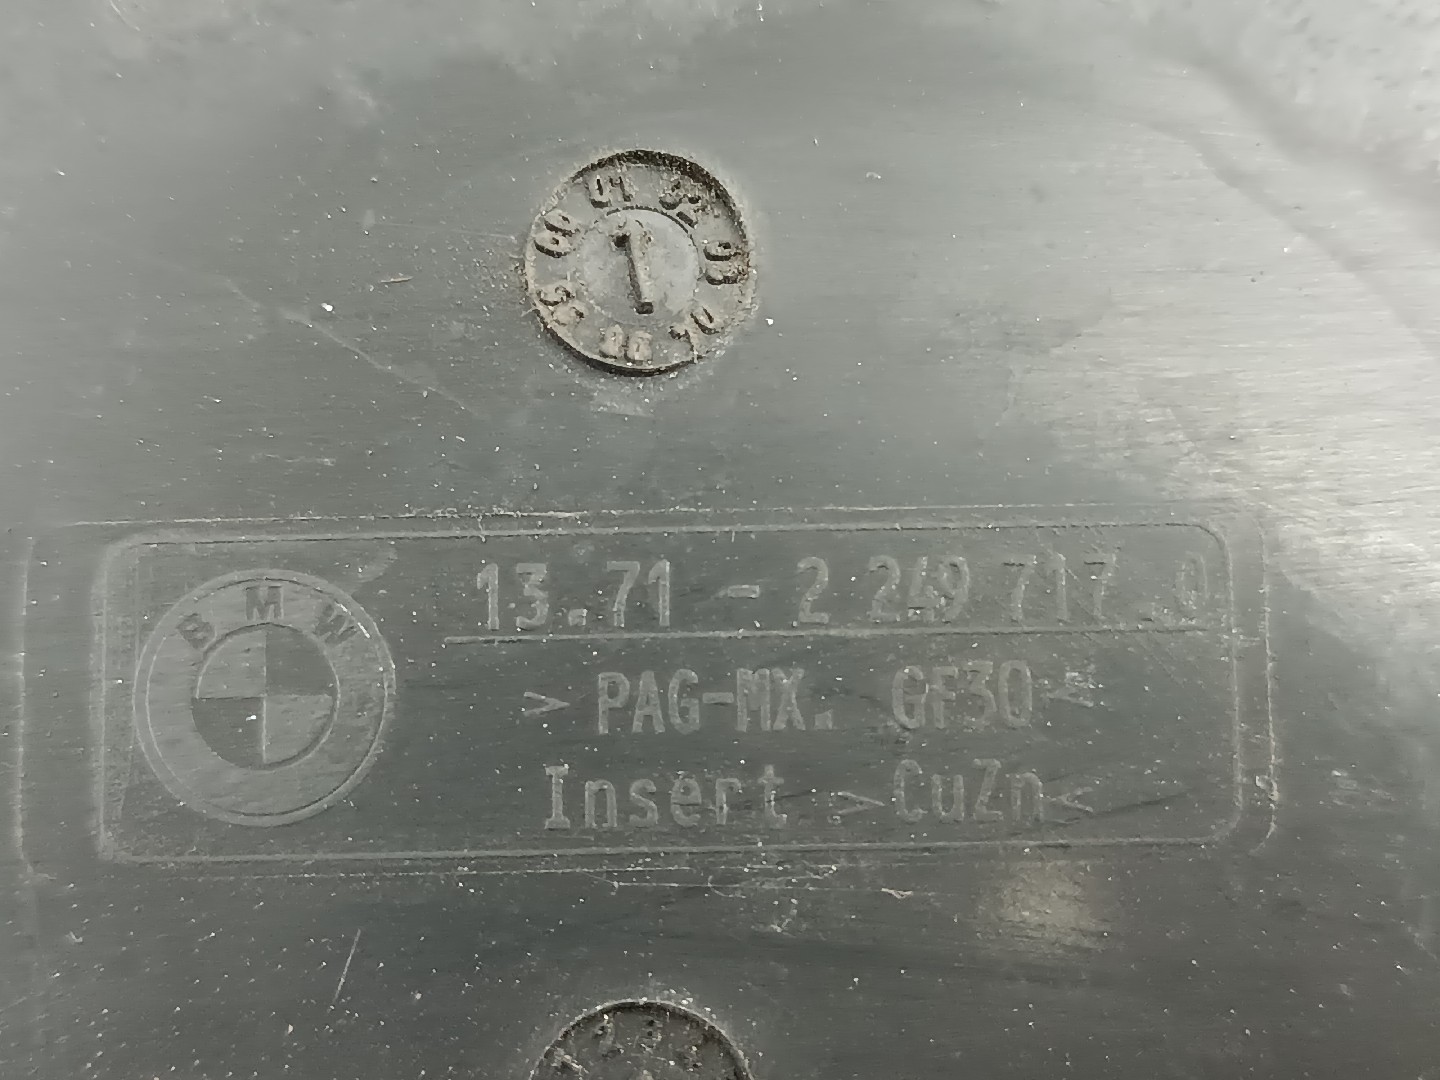 1
BMW
13.71 - 2 249 717 .0
> PAG-MX. GF30 <
Insert >CuZn<